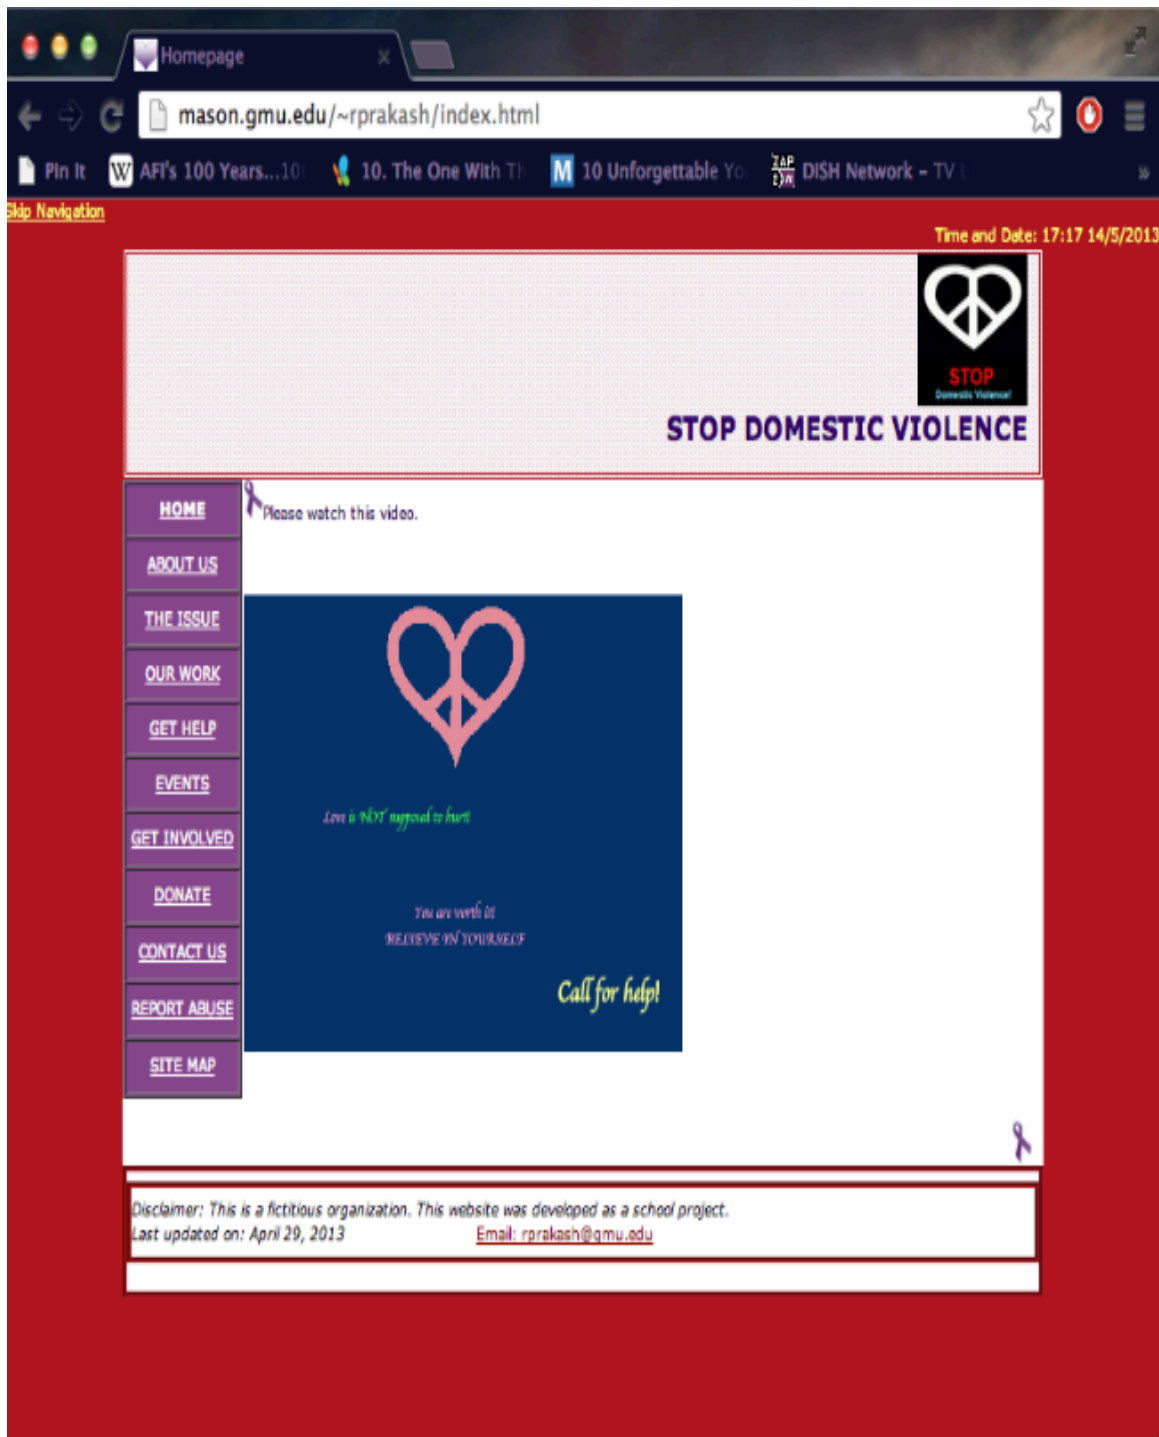 Homepage
mason.gmu.edu/~rprakash/index.html
Pin It AFI's 100 Years...10 10. The One With Th 10 Unforgettable Yo DISH Network - TV L
Skip Navigation
Time and Date: 17:17 14/5/2013
STOP
Domestic Violence!
STOP DOMESTIC VIOLENCE
HOME
Please watch this video.
ABOUT US
THE ISSUE
OUR WORK
GET HELP
EVENTS
GET INVOLVED
DONATE
CONTACT US
REPORT ABUSE
SITE MAP
Love is NOT supposed to hurt!
You are worth it!
BELIEVE IN YOURSELF
Call for help!
Disclaimer: This is a fictitious organization. This website was developed as a school project.
Last updated on: April 29, 2013 Email: rprakash@gmu.edu